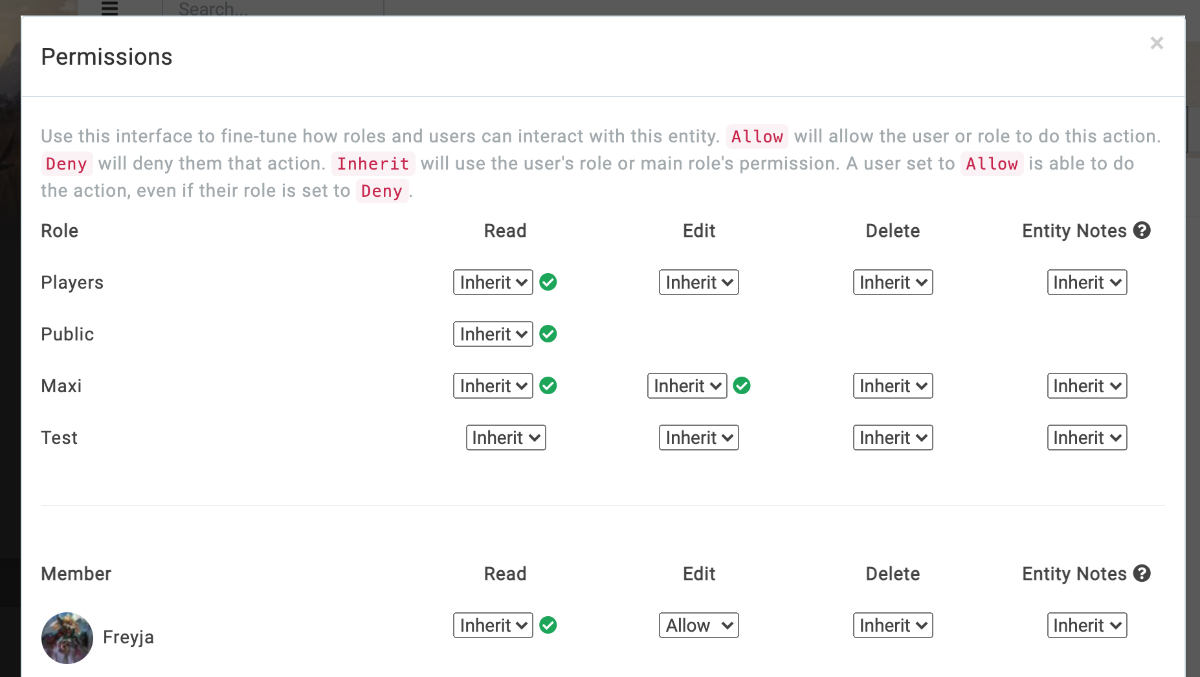 Search...
Permissions ×
Use this interface to fine-tune how roles and users can interact with this entity. Allow will allow the user or role to do this action.
Deny will deny them that action. Inherit will use the user's role or main role's permission. A user set to Allow is able to do
the action, even if their role is set to Deny.
Role Read Edit Delete Entity Notes ?
Players Inherit Inherit Inherit Inherit
Public Inherit
Maxi Inherit Inherit Inherit Inherit
Test Inherit Inherit Inherit Inherit
Member Read Edit Delete Entity Notes ?
Freyja Inherit Allow Inherit Inherit